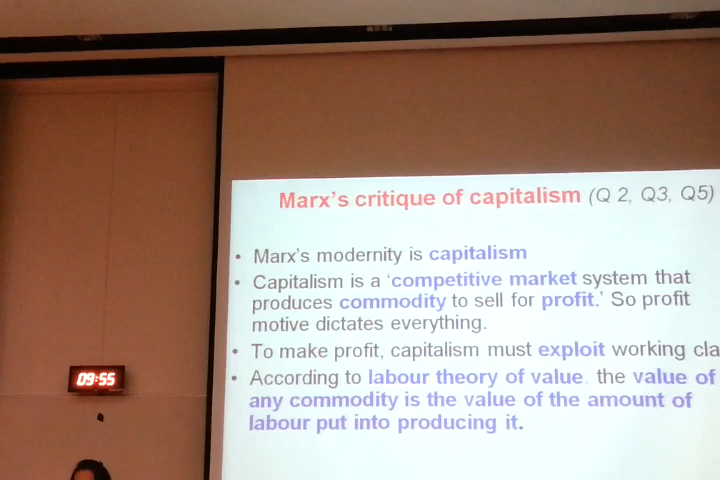 Marx's critique of capitalism (Q 2, Q3, Q5)
• Marx's modernity is capitalism
• Capitalism is a 'competitive market system that
produces commodity to sell for profit.' So profit
motive dictates everything.
• To make profit, capitalism must exploit working cla
• According to labour theory of value, the value of
any commodity is the value of the amount of
labour put into producing it.
09:55